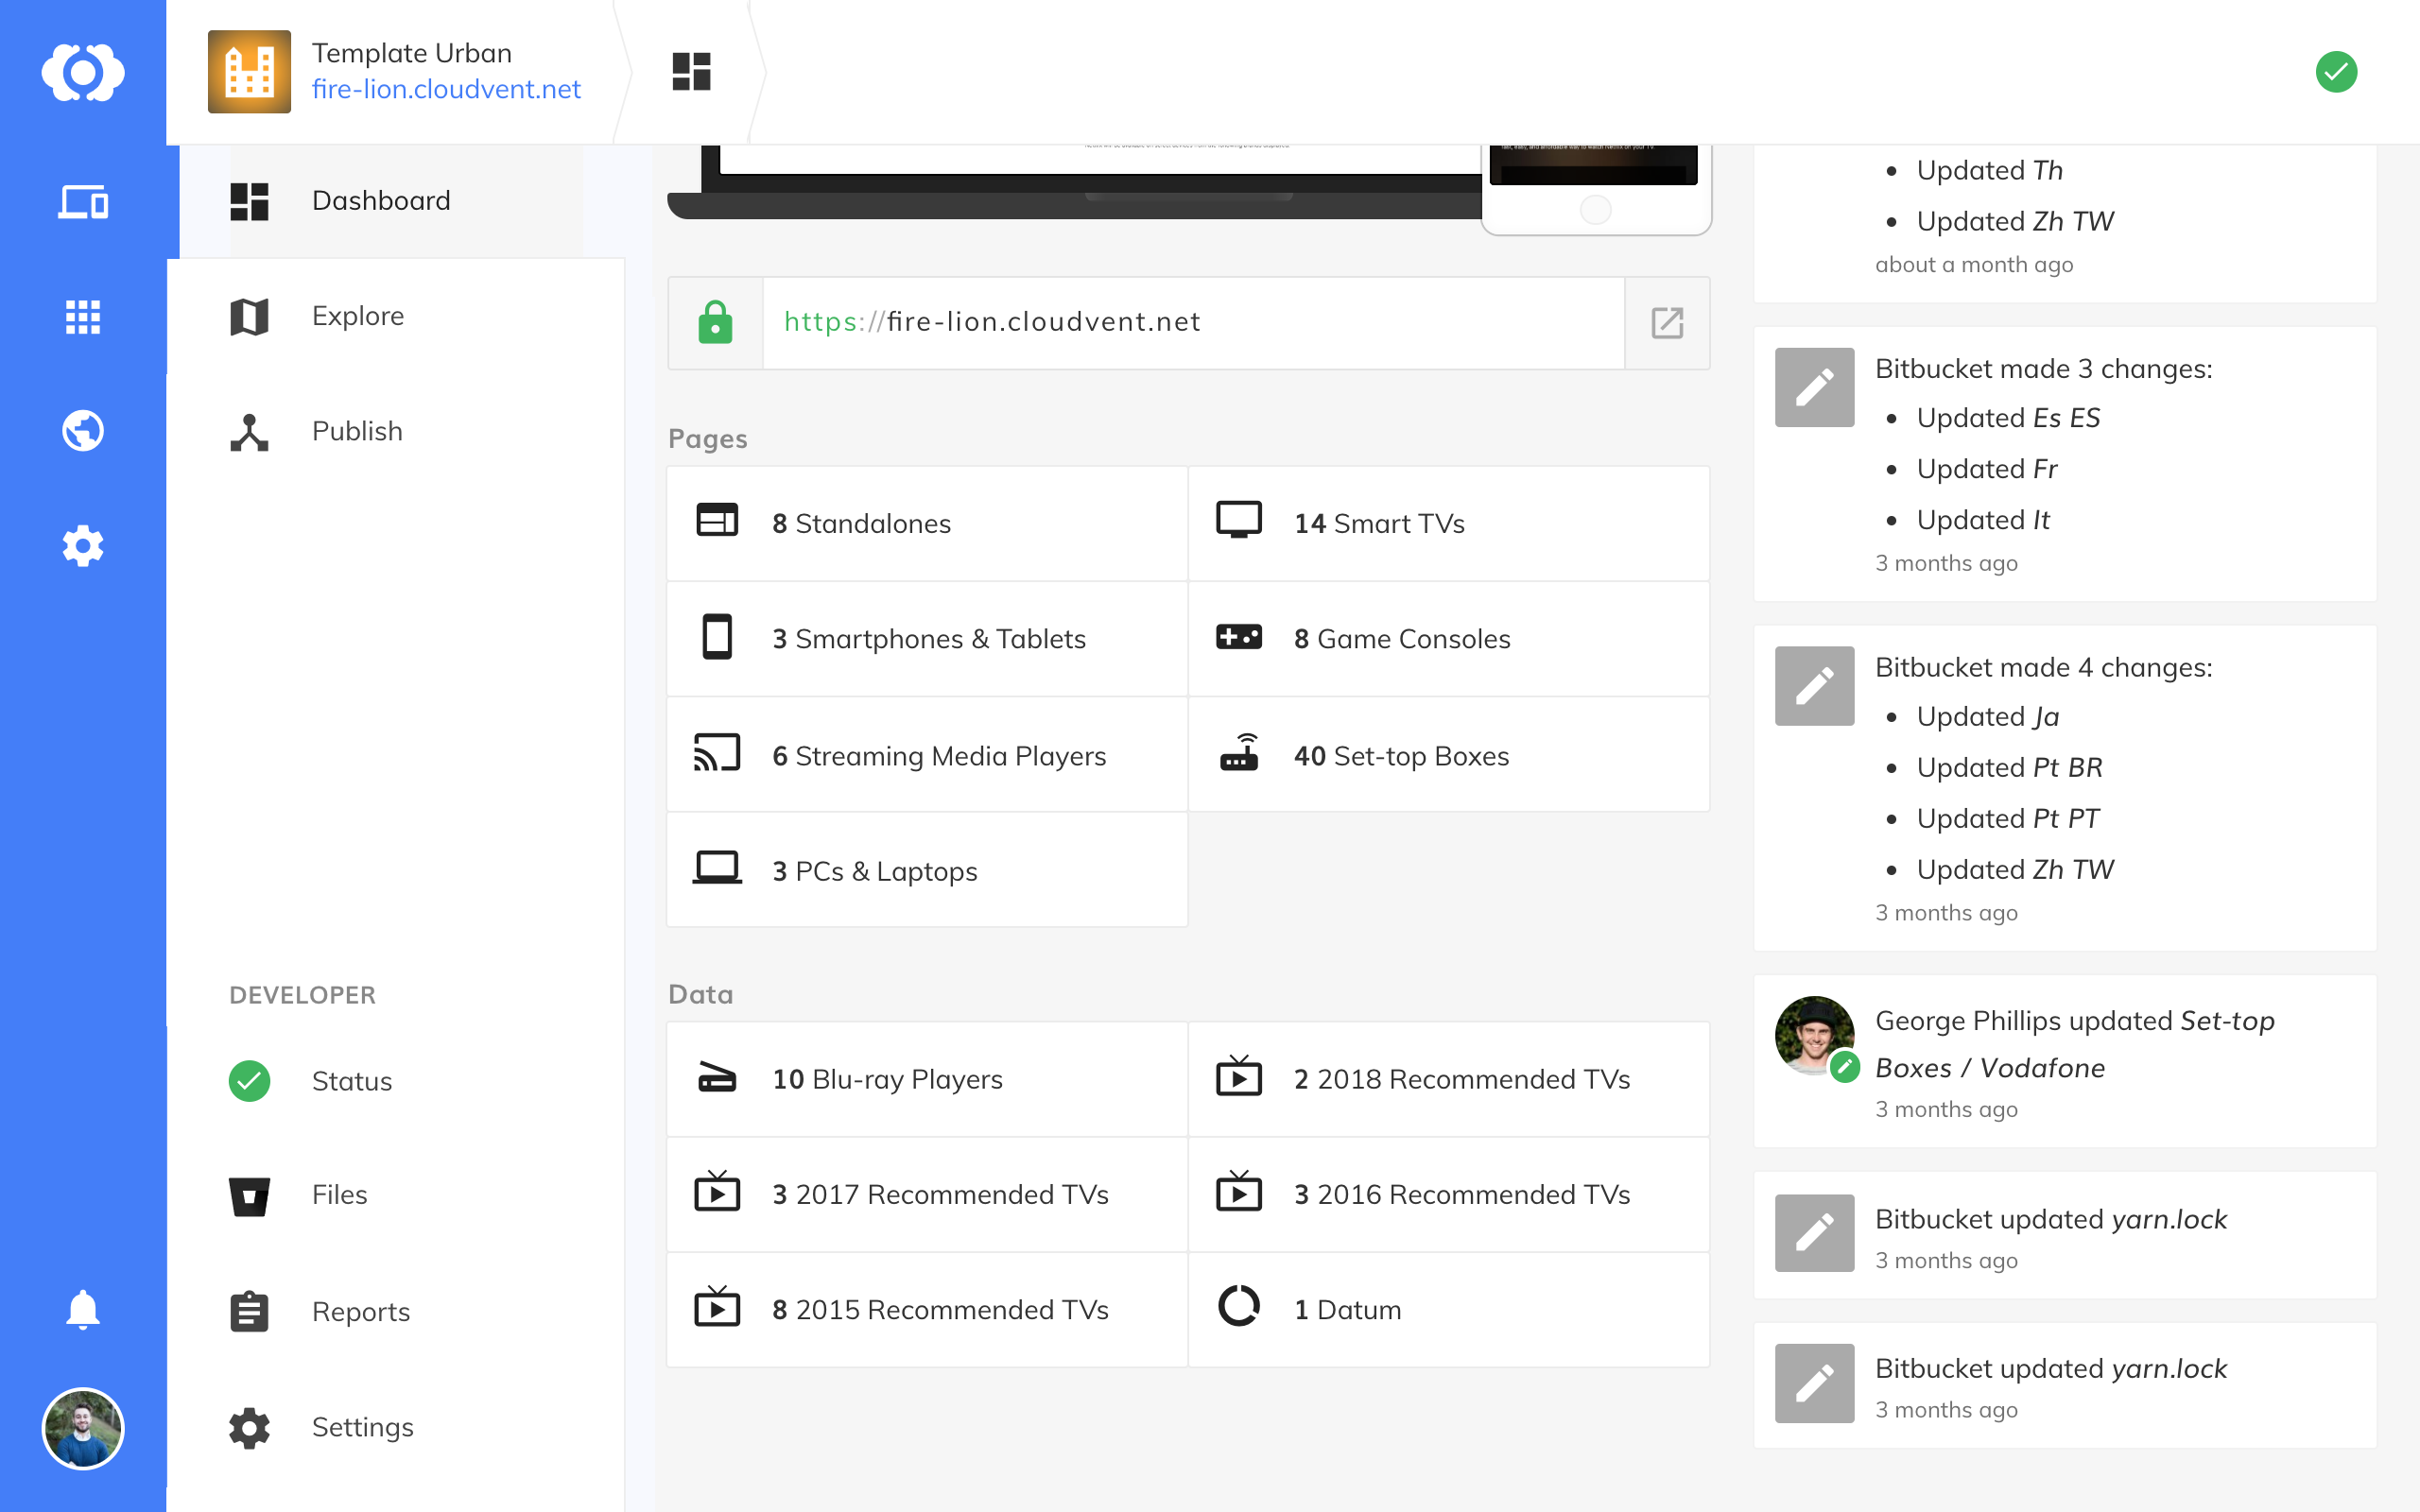 Template Urban
fire-lion.cloudvent.net
Dashboard
Explore
Publish
DEVELOPER
Status
Files
Reports
Settings
https://fire-lion.cloudvent.net
Pages
8 Standalones
14 Smart TVs
3 Smartphones & Tablets
8 Game Consoles
6 Streaming Media Players
40 Set-top Boxes
3 PCs & Laptops
Data
10 Blu-ray Players
2 2018 Recommended TVs
3 2017 Recommended TVs
3 2016 Recommended TVs
8 2015 Recommended TVs
1 Datum
• Updated Th
• Updated Zh TW
about a month ago
Bitbucket made 3 changes:
• Updated Es ES
• Updated Fr
• Updated It
3 months ago
Bitbucket made 4 changes:
• Updated Ja
• Updated Pt BR
• Updated Pt PT
• Updated Zh TW
3 months ago
George Phillips updated Set-top
Boxes / Vodafone
3 months ago
Bitbucket updated yarn.lock
3 months ago
Bitbucket updated yarn.lock
3 months ago